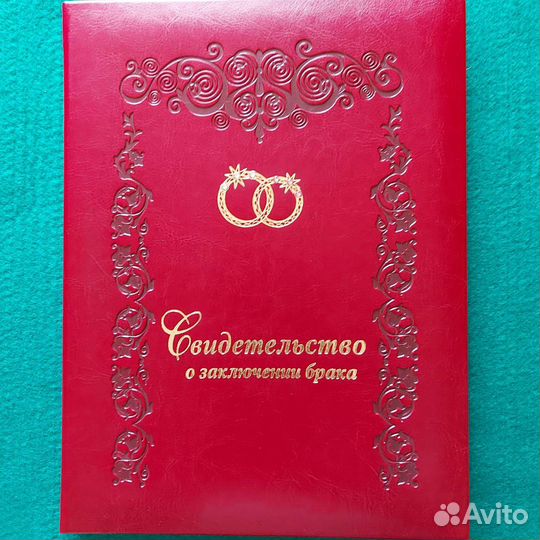 Свидетельство
о заключении брака
Avito